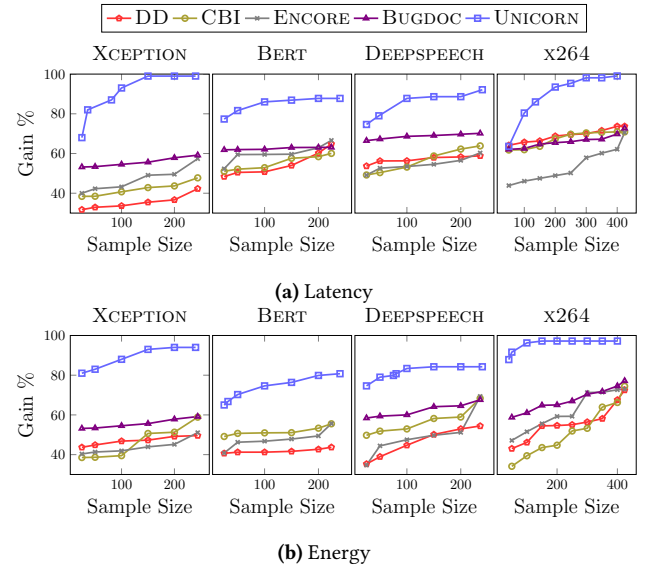 DD CBI ENCORE BUGDOC UNICORN
XCEPTION BERT DEEPSPEECH X264
Gain %
100
80
60
40
100 200 100 200 100 200 100 200 300 400
Sample Size Sample Size Sample Size Sample Size
(a) Latency
XCEPTION BERT DEEPSPEECH X264
Gain %
100
80
60
40
100 200 100 200 100 200 200 400
Sample Size Sample Size Sample Size Sample Size
(b) Energy